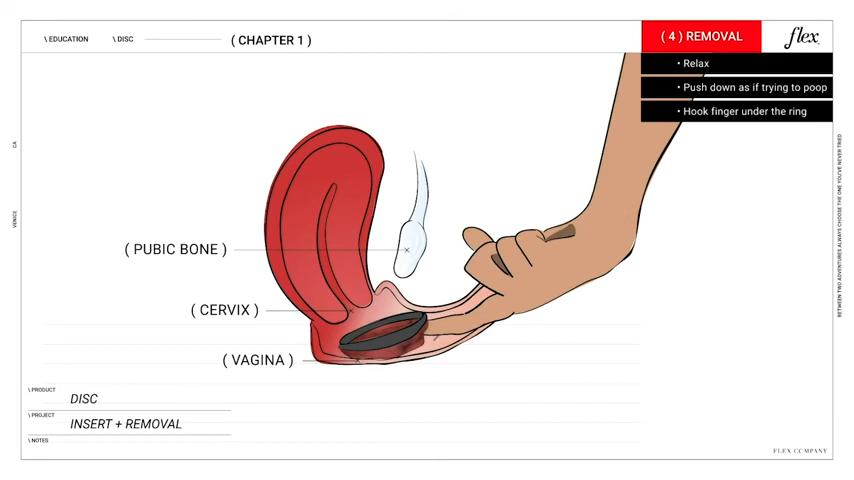 \ EDUCATION \ DISC ( CHAPTER 1 )
( 4 ) REMOVAL
flex
• Relax
• Push down as if trying to poop
• Hook finger under the ring
VENICE CA
BETWEEN TWO ADVENTURES ALWAYS CHOOSE THE ONE YOU'VE NEVER TRIED
( PUBIC BONE )
( CERVIX )
( VAGINA )
\ PRODUCT
DISC
\ PROJECT
INSERT + REMOVAL
\ NOTES
FLEX COMPANY